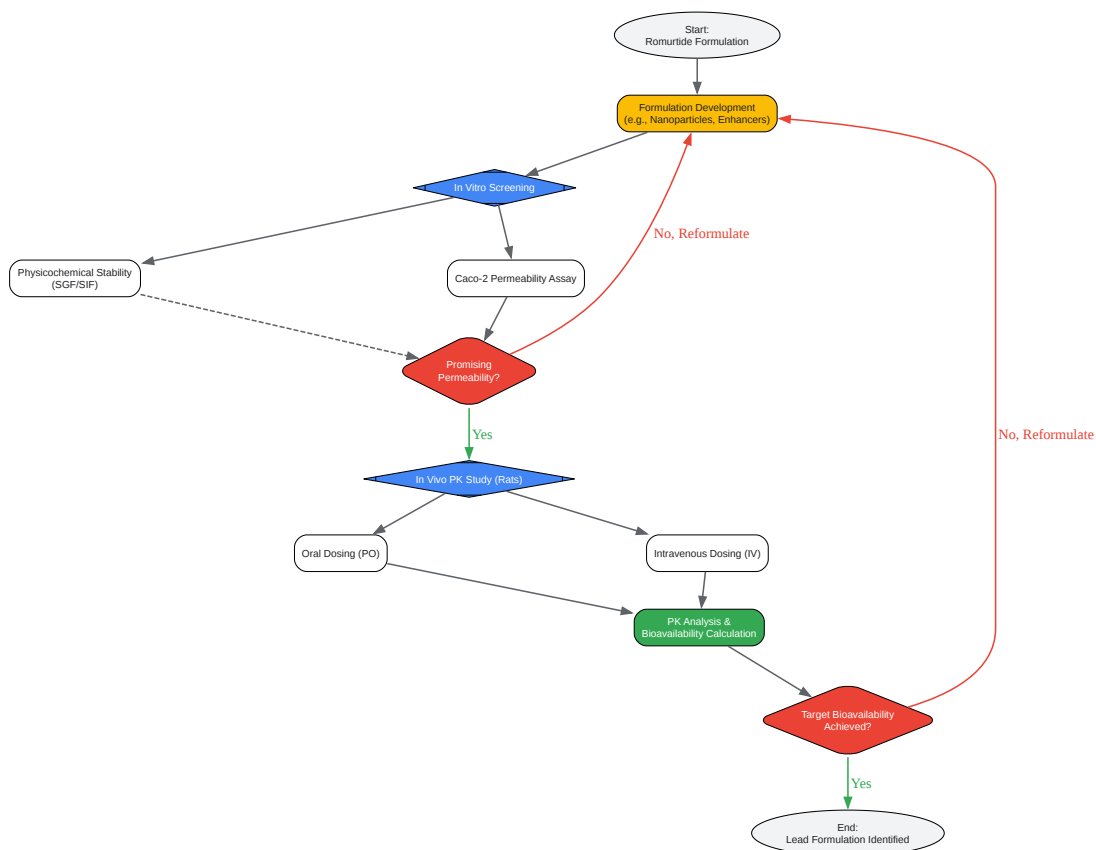 Start:
Romurtide Formulation
Formulation Development
(e.g., Nanoparticles, Enhancers)
In Vitro Screening
No, Reformulate
Physicochemical Stability
(SGF/SIF)
Caco-2 Permeability Assay
Promising
Permeability?
Yes
No, Reformulate
In Vivo PK Study (Rats)
Oral Dosing (PO)
Intravenous Dosing (IV)
PK Analysis &
Bioavailability Calculation
Target Bioavailability
Achieved?
Yes
End:
Lead Formulation Identified